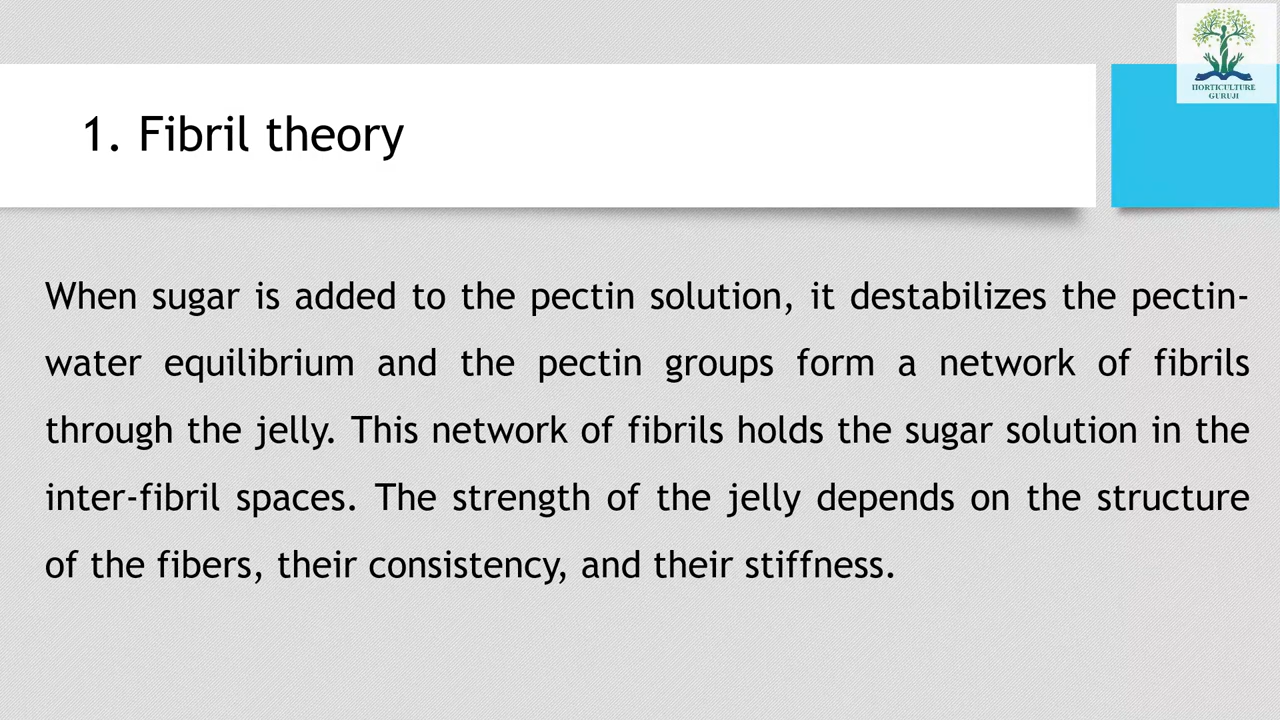 HORTICULTURE
GURUJI
1. Fibril theory
When sugar is added to the pectin solution, it destabilizes the pectin-
water equilibrium and the pectin groups form a network of fibrils
through the jelly. This network of fibrils holds the sugar solution in the
inter-fibril spaces. The strength of the jelly depends on the structure
of the fibers, their consistency, and their stiffness.